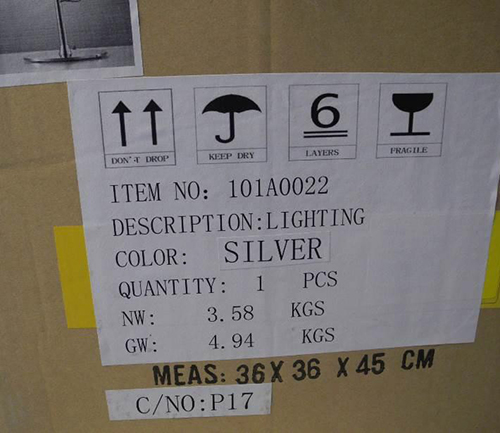 DON'T DROP KEEP DRY 6 LAYERS FRAGILE
ITEM NO: 101A0022
DESCRIPTION:LIGHTING
COLOR: SILVER
QUANTITY: 1 PCS
NW: 3.58 KGS
GW: 4.94 KGS
MEAS: 36 X 36 X 45 CM
C/NO:P17